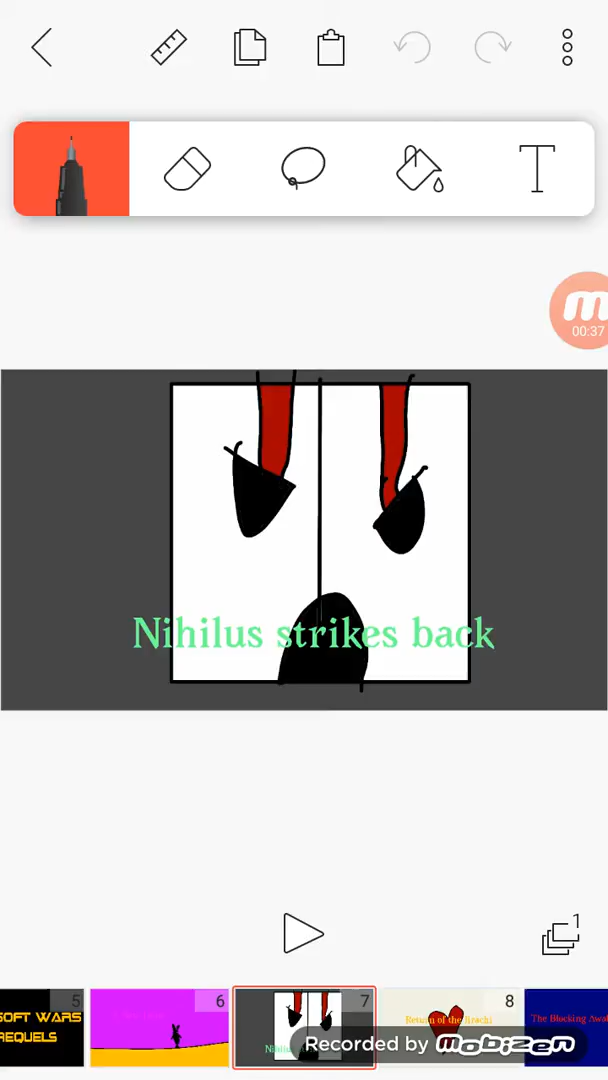 00:37
Nihilus strikes back
1
5
SOFT WARS
REQUELS
6
7
8
Return of the Jirachi
The Blocking Awa
Recorded by mobizen